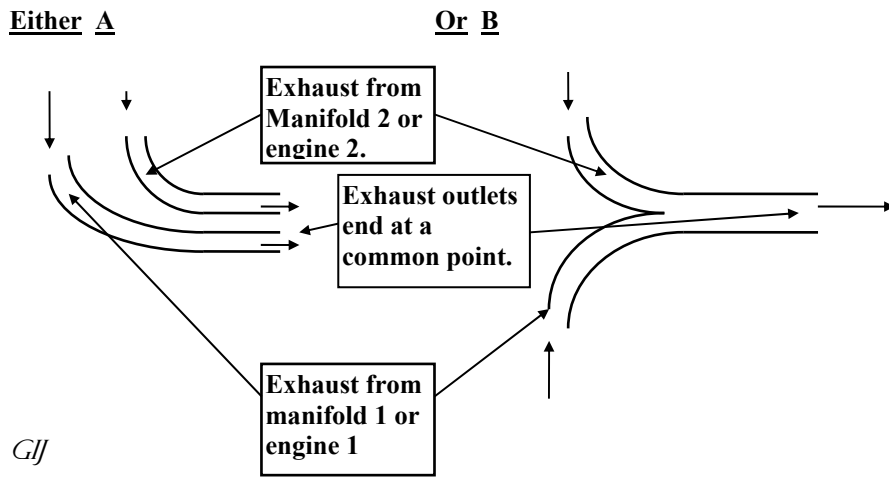 Either A
Or B
Exhaust from
Manifold 2 or
engine 2.
Exhaust outlets
end at a
common point.
Exhaust from
manifold 1 or
engine 1
GIJ